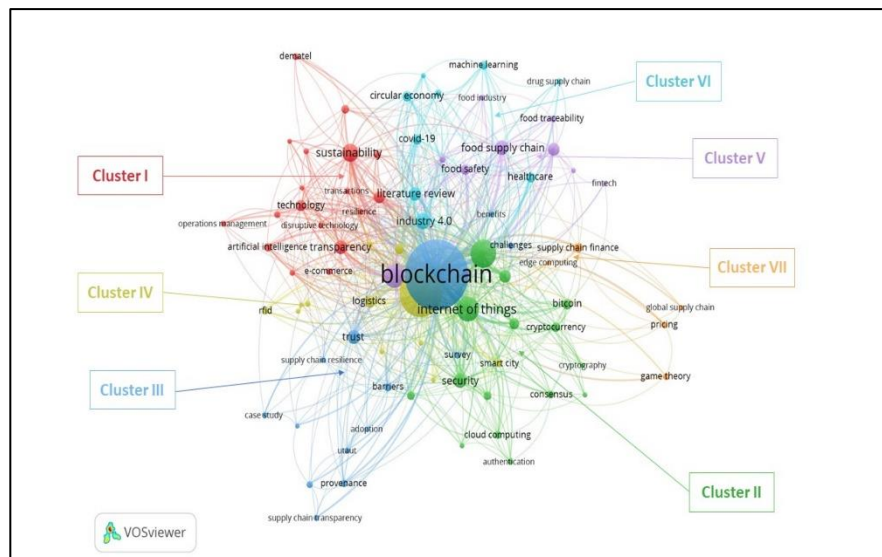 dematel
machine learning
drug supply chain
Cluster VI
circular economy
food industry
food traceability
covid-19
food supply chain
Cluster V
sustainability
food safety
healthcare
Cluster I
transactions
literature review
fintech
technology
resilience
benefits
operations management
disruptive technology
industry 4.0
artificial intelligence
transparency
challenges
supply chain finance
edge computing
Cluster VII
e-commerce
blockchain
Cluster IV
logistics
rfid
internet of things
bitcoin
global supply chain
cryptocurrency
pricing
trust
supply chain resilience
survey
smart city
cryptography
Cluster III
barriers
security
game theory
consensus
case study
adoption
cloud computing
utaut
authentication
provenance
Cluster II
supply chain transparency
VOSviewer